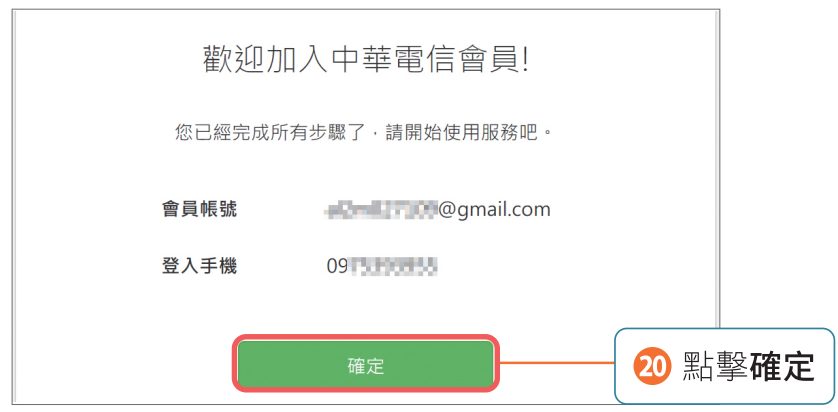 歡迎加入中華電信會員!
您已經完成所有步驟了，請開始使用服務吧。
會員帳號 @gmail.com
登入手機 09
確定
20 點擊確定